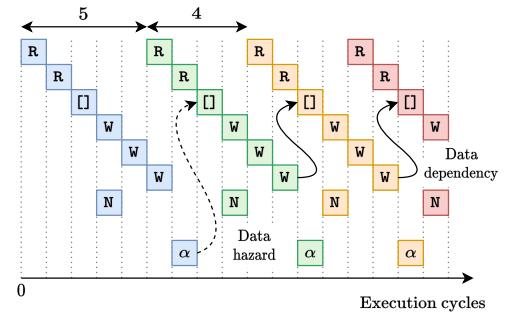 5 4
R R R R
R R R R
[] [] [] []
W W W W
W W W
W W W
Data
dependency
N N N N
Data
hazard
α α α
0
Execution cycles